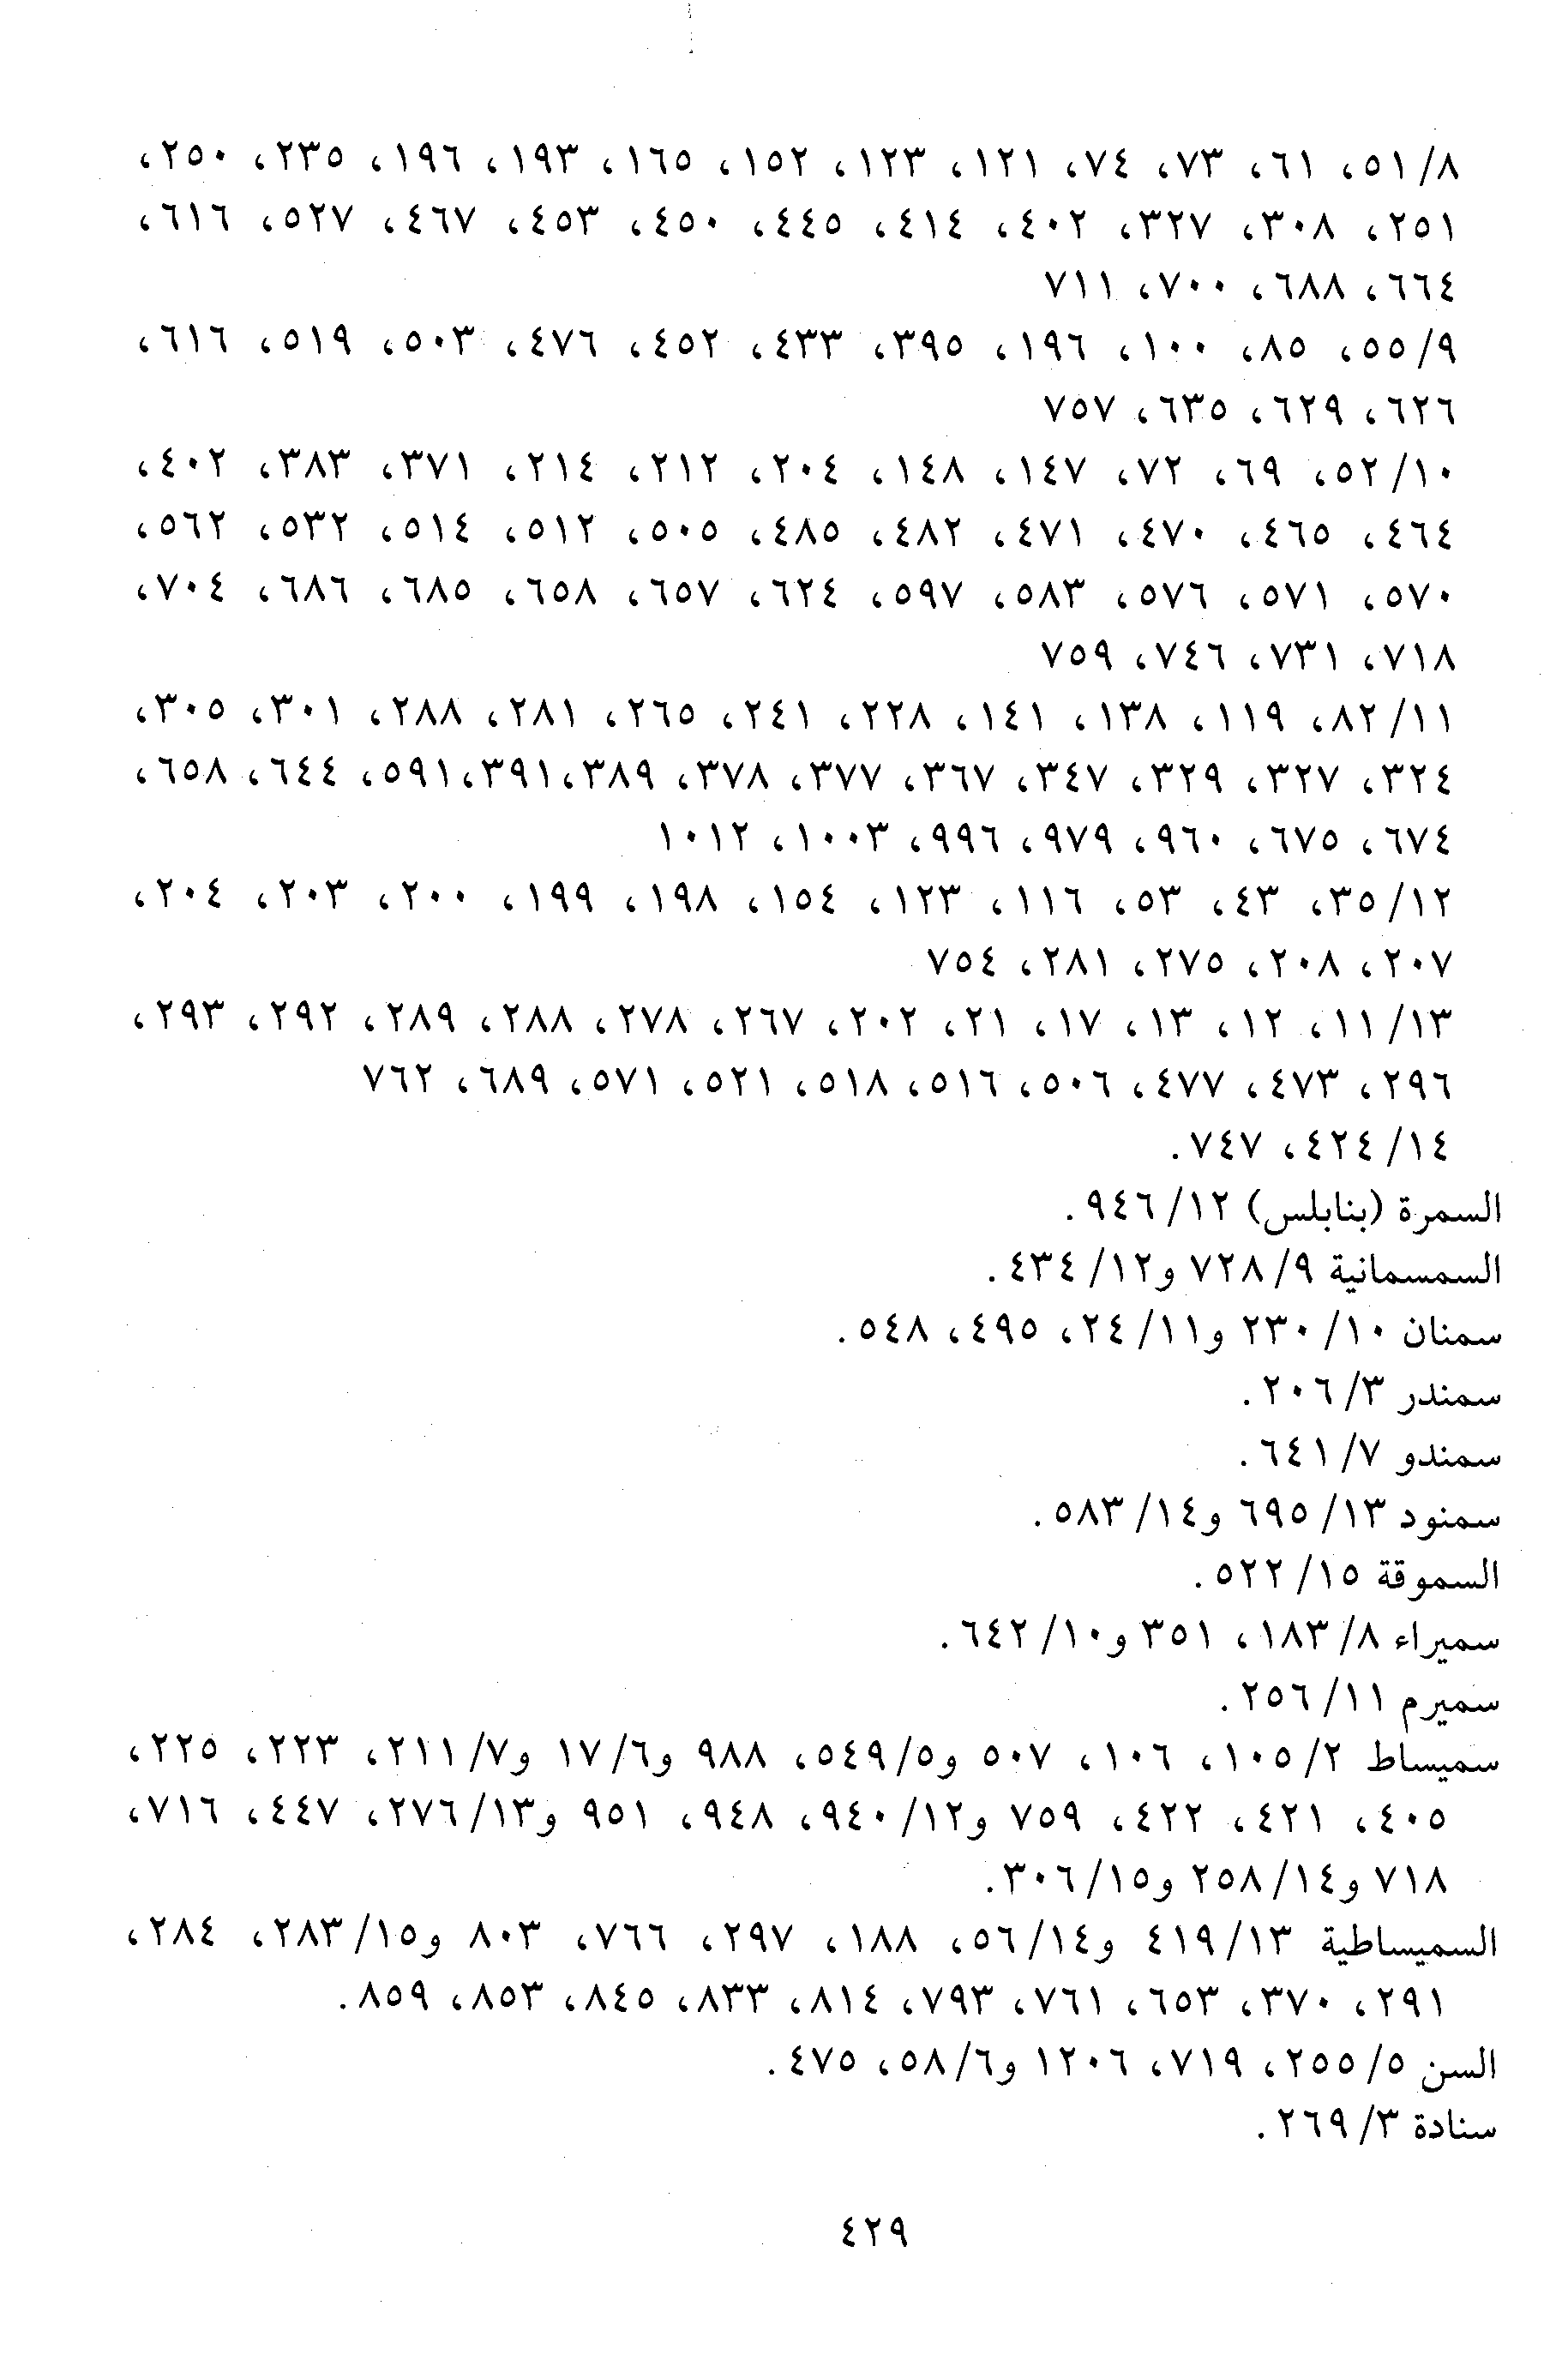 ٨/ ٥١، ٦١، ٧٣، ٧٤، ١٢١، ١٢٣، ١٥٢، ١٦٥، ١٩٣، ١٩٦، ٢٣٥، ٢٥٠،
٢٥١، ٣٠٨، ٣٢٧، ٤٠٢، ٤١٤، ٤٤٥، ٤٥٠، ٤٥٣، ٤٦٧، ٥٢٧، ٦١٦،
٦٦٤، ٦٨٨، ٧٠٠، ٧١١
٩/ ٥٥، ٨٥، ١٠٠، ١٩٦، ٣٩٥، ٤٣٣، ٤٥٢، ٤٧٦، ٥٠٣، ٥١٩، ٦١٦،
٦٢٦، ٦٢٩، ٦٣٥، ٧٥٧
١٠/ ٥٢، ٦٩، ٧٢، ١٤٧، ١٤٨، ٢٠٤، ٢١٢، ٢١٤، ٣٧١، ٣٨٣، ٤٠٢،
٤٦٤، ٤٦٥، ٤٧٠، ٤٧١، ٤٨٢، ٤٨٥، ٥٠٥، ٥١٢، ٥١٤، ٥٣٢، ٥٦٢،
٥٧٠، ٥٧١، ٥٧٦، ٥٨٣، ٥٩٧، ٦٢٤، ٦٥٧، ٦٥٨، ٦٨٥، ٦٨٦، ٧٠٤،
٧١٨، ٧٣١، ٧٤٦، ٧٥٩
١١/ ٨٢، ١١٩، ١٣٨، ١٤١، ٢٢٨، ٢٤١، ٢٦٥، ٢٨١، ٢٨٨، ٣٠١، ٣٠٥،
٣٢٤، ٣٢٧، ٣٢٩، ٣٤٧، ٣٦٧، ٣٧٧، ٣٧٨، ٣٨٩،٣٩١،٥٩١، ٦٤٤، ٦٥٨،
٦٧٤، ٦٧٥، ٩٦٠، ٩٧٩، ٩٩٦، ١٠٠٣، ١٠١٢
١٢/ ٣٥، ٤٣، ٥٣، ١١٦، ١٢٣، ١٥٤، ١٩٨، ١٩٩، ٢٠٠، ٢٠٣، ٢٠٤،
٢٠٧، ٢٠٨، ٢٧٥، ٢٨١، ٧٥٤
١٣/ ١١، ١٢، ١٣، ١٧، ٢١، ٢٠٢، ٢٦٧، ٢٧٨، ٢٨٨، ٢٨٩، ٢٩٢، ٢٩٣،
٢٩٦، ٤٧٣، ٤٧٧، ٥٠٦، ٥١٦، ٥١٨، ٥٢١، ٥٧١، ٦٨٩، ٧٦٢
١٤/ ٤٢٤، ٧٤٧.
السمرة (بنابلس) ١٢/ ٩٤٦.
السمسمانية ٩/ ٧٢٨ و١٢/ ٤٣٤.
سمنان ١٠/ ٢٣٠ و١١/ ٢٤، ٤٩٥، ٥٤٨.
سمندر ٣/ ٢٠٦.
سمندو ٧/ ٦٤١.
سمنود ١٣/ ٦٩٥ و١٤/ ٥٨٣.
السموقة ١٥/ ٥٢٢.
سميراء ٨/ ١٨٣، ٣٥١ و١٠/ ٦٤٢.
سميرم ١١/ ٢٥٦.
سميساط ٢/ ١٠٥، ١٠٦، ٥٠٧ و٥/ ٥٤٩، ٩٨٨ و٦/ ١٧ و٧/ ٢١١، ٢٢٣، ٢٢٥،
٤٠٥، ٤٢١، ٤٢٢، ٧٥٩ و١٢/ ٩٤٠، ٩٤٨، ٩٥١ و١٣/ ٢٧٦، ٤٤٧، ٧١٦،
٧١٨ و١٤/ ٢٥٨ و١٥/ ٣٠٦.
السميساطية ١٣/ ٤١٩ و١٤/ ٥٦، ١٨٨، ٢٩٧، ٧٦٦، ٨٠٣ و١٥/ ٢٨٣، ٢٨٤،
٢٩١، ٣٧٠، ٦٥٣، ٧٦١، ٧٩٣، ٨١٤، ٨٣٣، ٨٤٥، ٨٥٣، ٨٥٩.
السن ٥/ ٢٥٥، ٧١٩، ١٢٠٦ و٦/ ٥٨، ٤٧٥.
سنادة ٣/ ٢٦٩.
٤٢٩